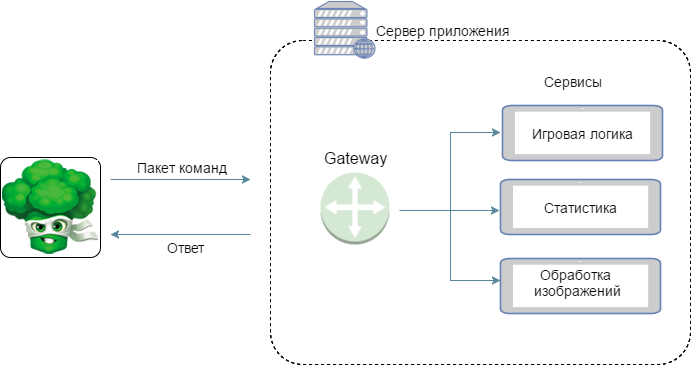 Сервер приложения
Сервисы
Игровая логика
Gateway
Пакет команд
Статистика
Ответ
Обработка
изображений